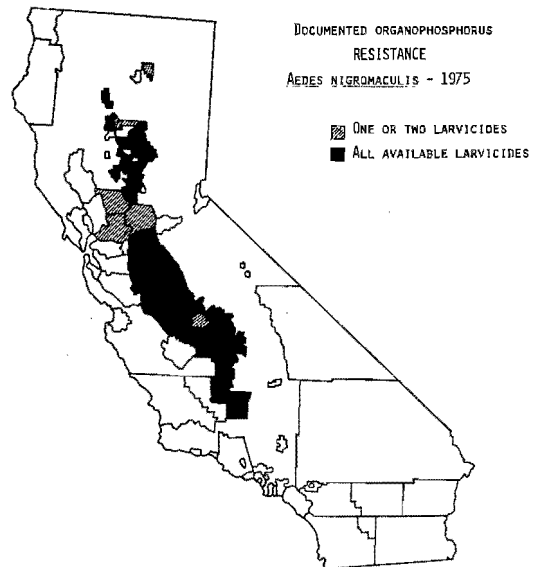 DOCUMENTED ORGANOPHOSPHORUS
RESISTANCE
AEDES NIGROMACULIS - 1975
ONE OR TWO LARVICIDES
ALL AVAILABLE LARVICIDES